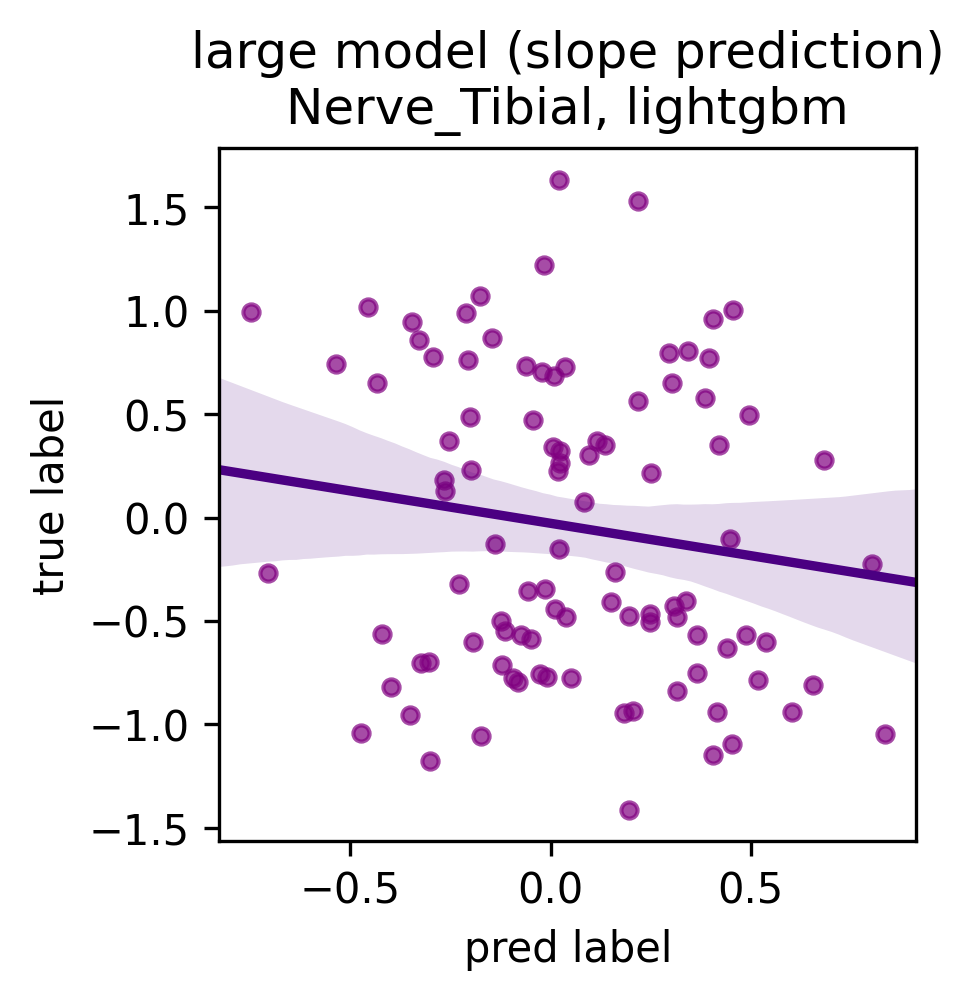 large model (slope prediction)
Nerve_Tibial, lightgbm
1.5
1.0
0.5
0.0
−0.5
−1.0
−1.5
true label
−0.5
0.0
0.5
pred label